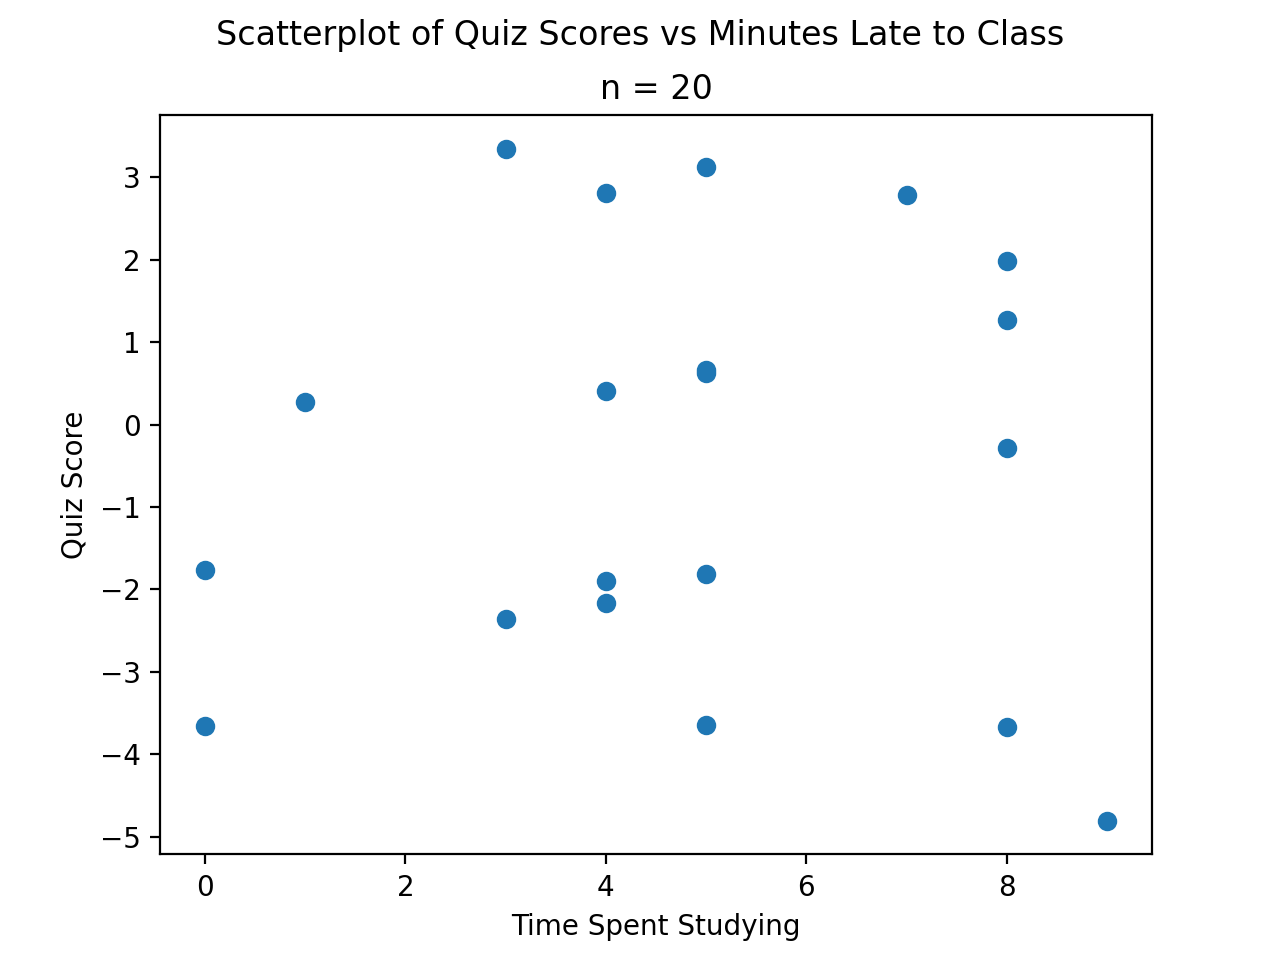 Scatterplot of Quiz Scores vs Minutes Late to Class
n = 20
3
2
1
0
−1
−2
−3
−4
−5
Quiz Score
0 2 4 6 8
Time Spent Studying